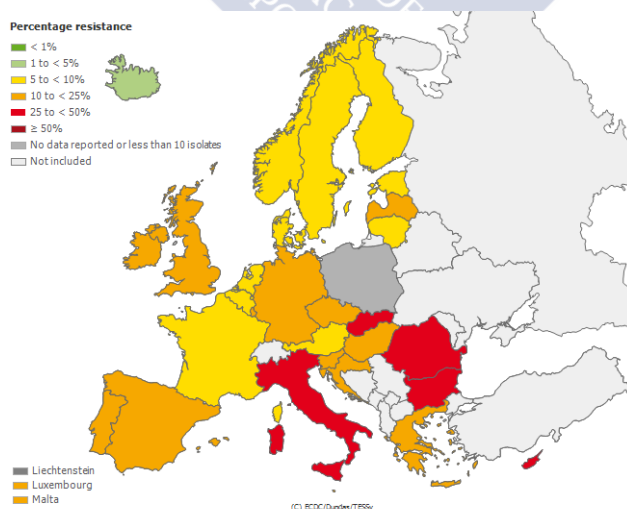 Percentage resistance
< 1%
1 to < 5%
5 to < 10%
10 to < 25%
25 to < 50%
≥ 50%
No data reported or less than 10 isolates
Not included
Liechtenstein
Luxembourg
Malta
(C) ECDC/Dundas/TESSy